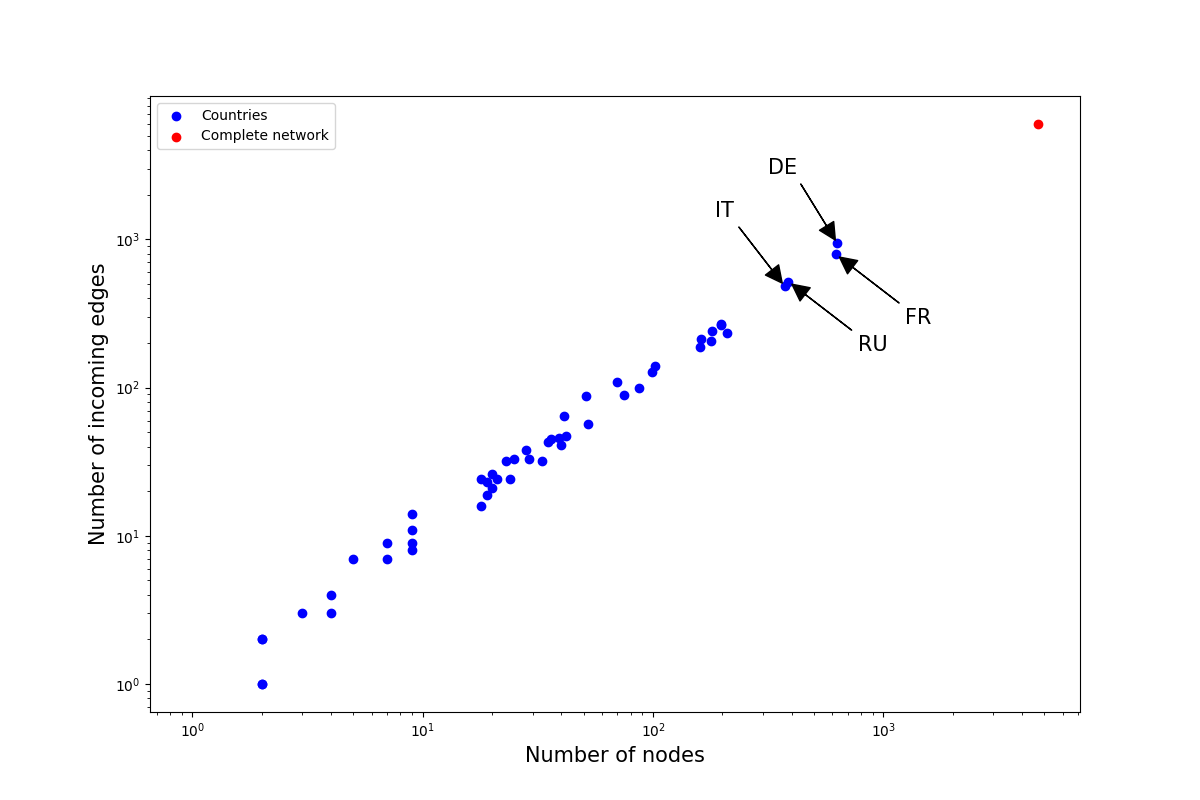 Countries
Complete network
DE
IT
FR
RU
10³
10²
10¹
10⁰
Number of incoming edges
10⁰ 10¹ 10² 10³
Number of nodes